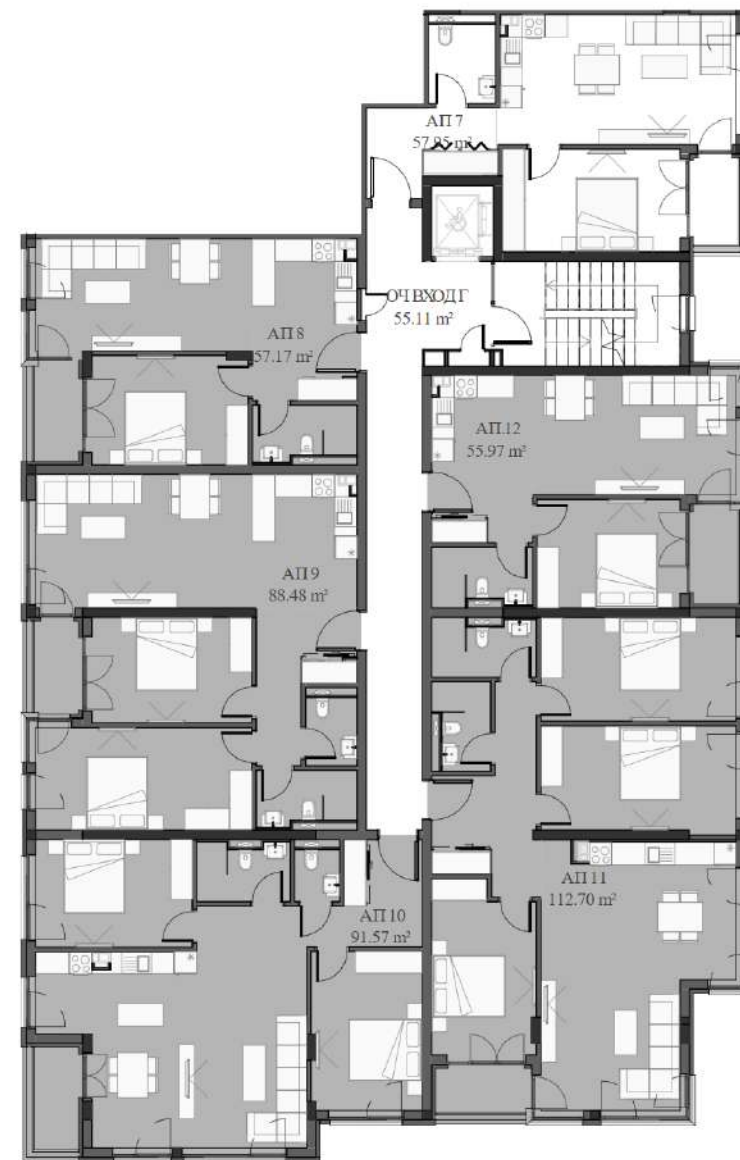 АП 7
57.95 m²
ОЧ ВХОД Г
55.11 m²
АП 8
57.17 m²
АП.12
55.97 m²
АП 9
88.48 m²
АП 11
112.70 m²
АП 10
91.57 m²